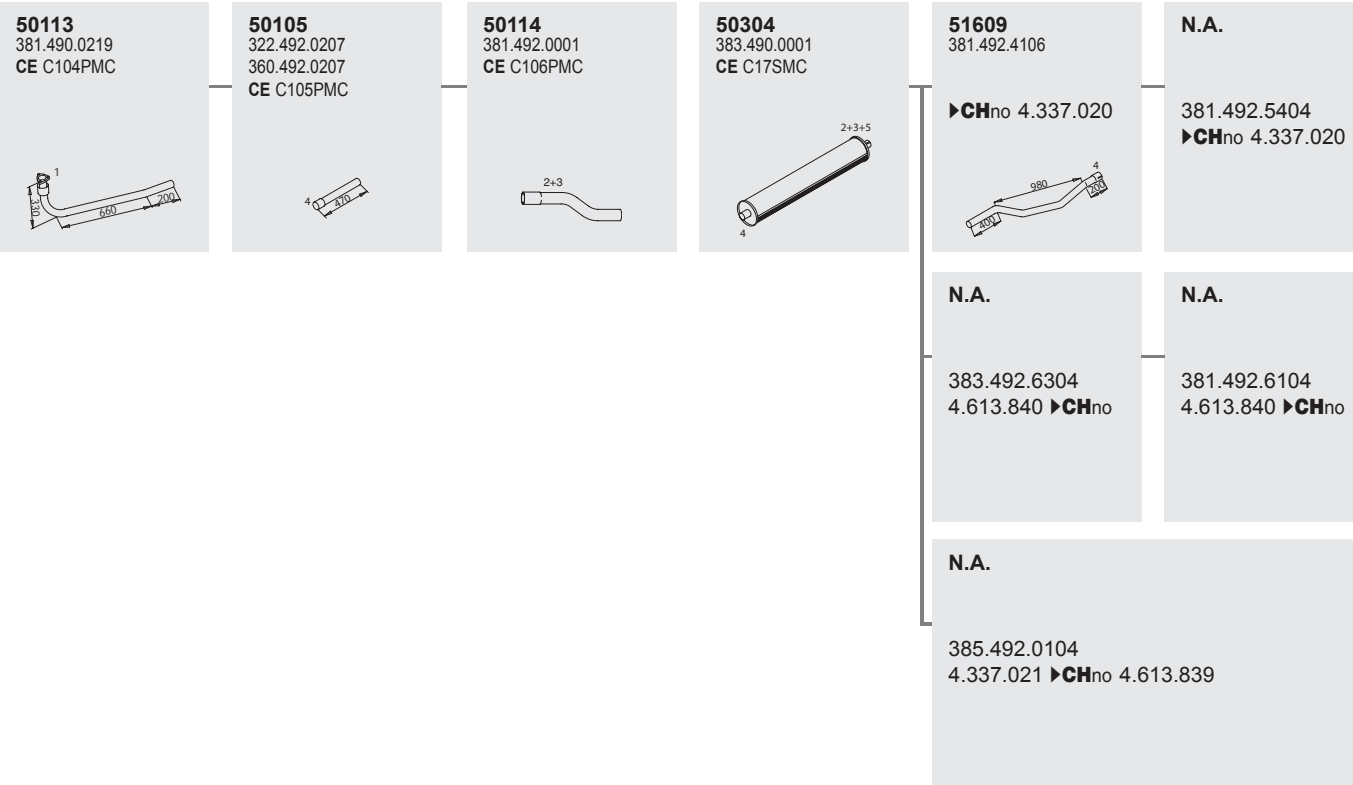 50113
381.490.0219
CE C104PMC
1
330
660
200
50105
322.492.0207
360.492.0207
CE C105PMC
4
470
50114
381.492.0001
CE C106PMC
2+3
50304
383.490.0001
CE C17SMC
2+3+5
4
51609
381.492.4106
▶CHno 4.337.020
4
980
200
400
N.A.
381.492.5404
▶CHno 4.337.020
N.A.
383.492.6304
4.613.840 ▶CHno
N.A.
381.492.6104
4.613.840 ▶CHno
N.A.
385.492.0104
4.337.021 ▶CHno 4.613.839